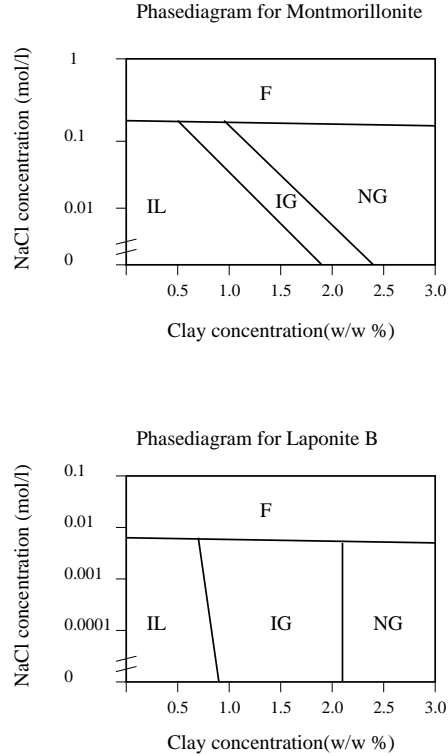 Phasediagram for Montmorillonite
NaCl concentration (mol/l)
1
0.1
0.01
0
F
IL
IG
NG
0.5 1.0 1.5 2.0 2.5 3.0
Clay concentration(w/w %)
Phasediagram for Laponite B
NaCl concentration (mol/l)
0.1
0.01
0.001
0.0001
0
F
IL
IG
NG
0.5 1.0 1.5 2.0 2.5 3.0
Clay concentration (w/w %)